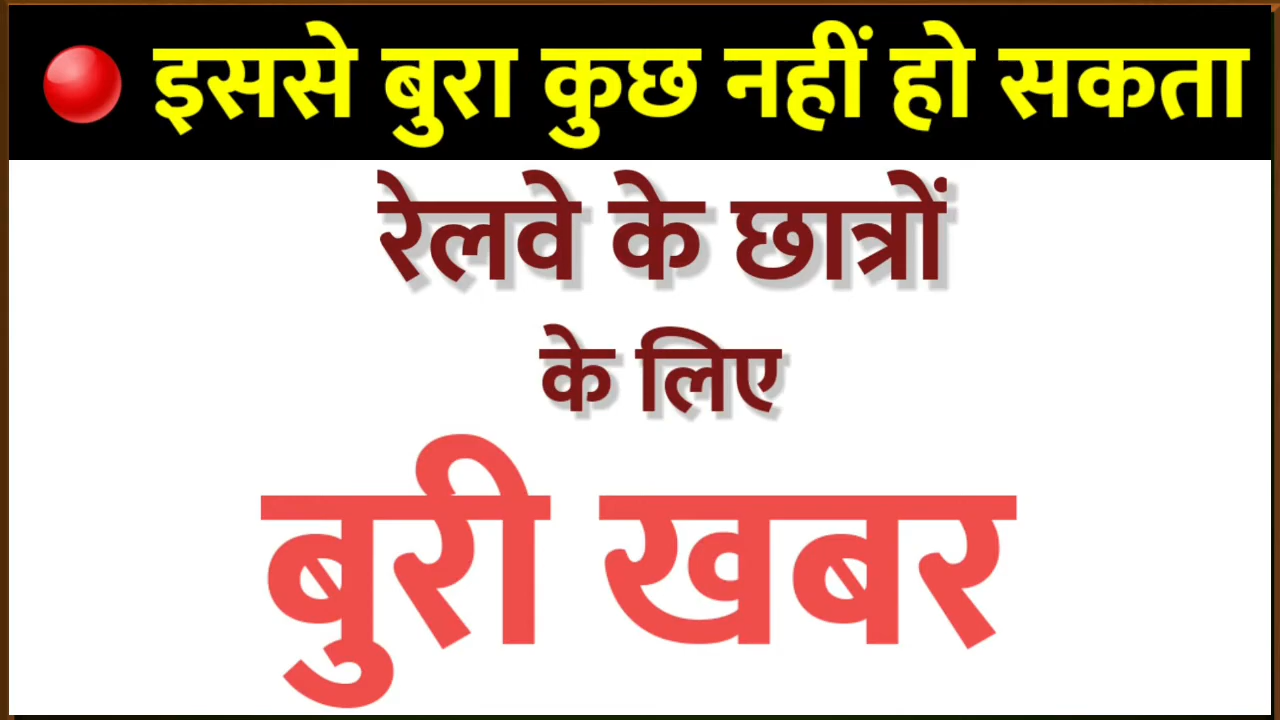 इससे बुरा कुछ नहीं हो सकता
रेलवे के छात्रों
के लिए
बुरी खबर